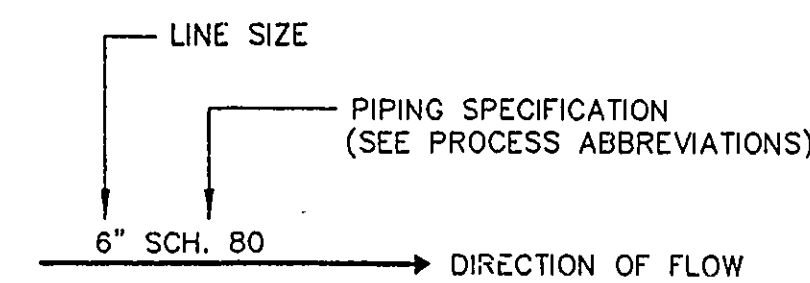 LINE SIZE
PIPING SPECIFICATION
(SEE PROCESS ABBREVIATIONS)
6" SCH. 80
DIRECTION OF FLOW